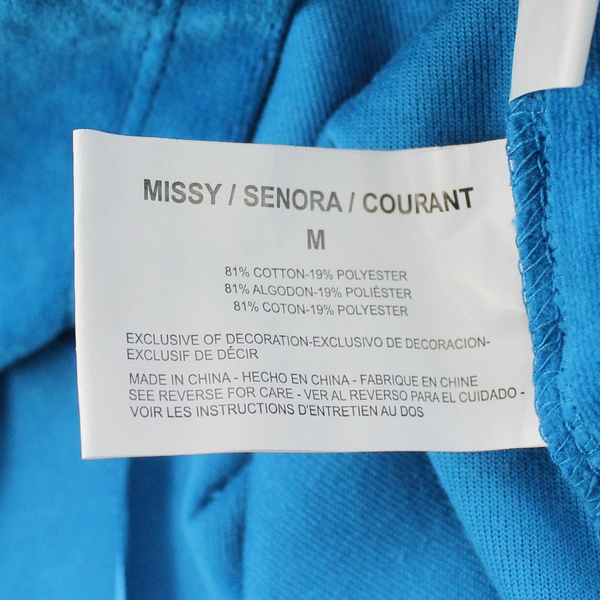 MISSY / SENORA / COURANT
M
81% COTTON-19% POLYESTER
81% ALGODON-19% POLIÉSTER
81% COTON-19% POLYESTER
EXCLUSIVE OF DECORATION-EXCLUSIVO DE DECORACION-
EXCLUSIF DE DÉCIR
MADE IN CHINA - HECHO EN CHINA - FABRIQUE EN CHINE
SEE REVERSE FOR CARE - VER AL REVERSO PARA EL CUIDADO -
VOIR LES INSTRUCTIONS D'ENTRETIEN AU DOS